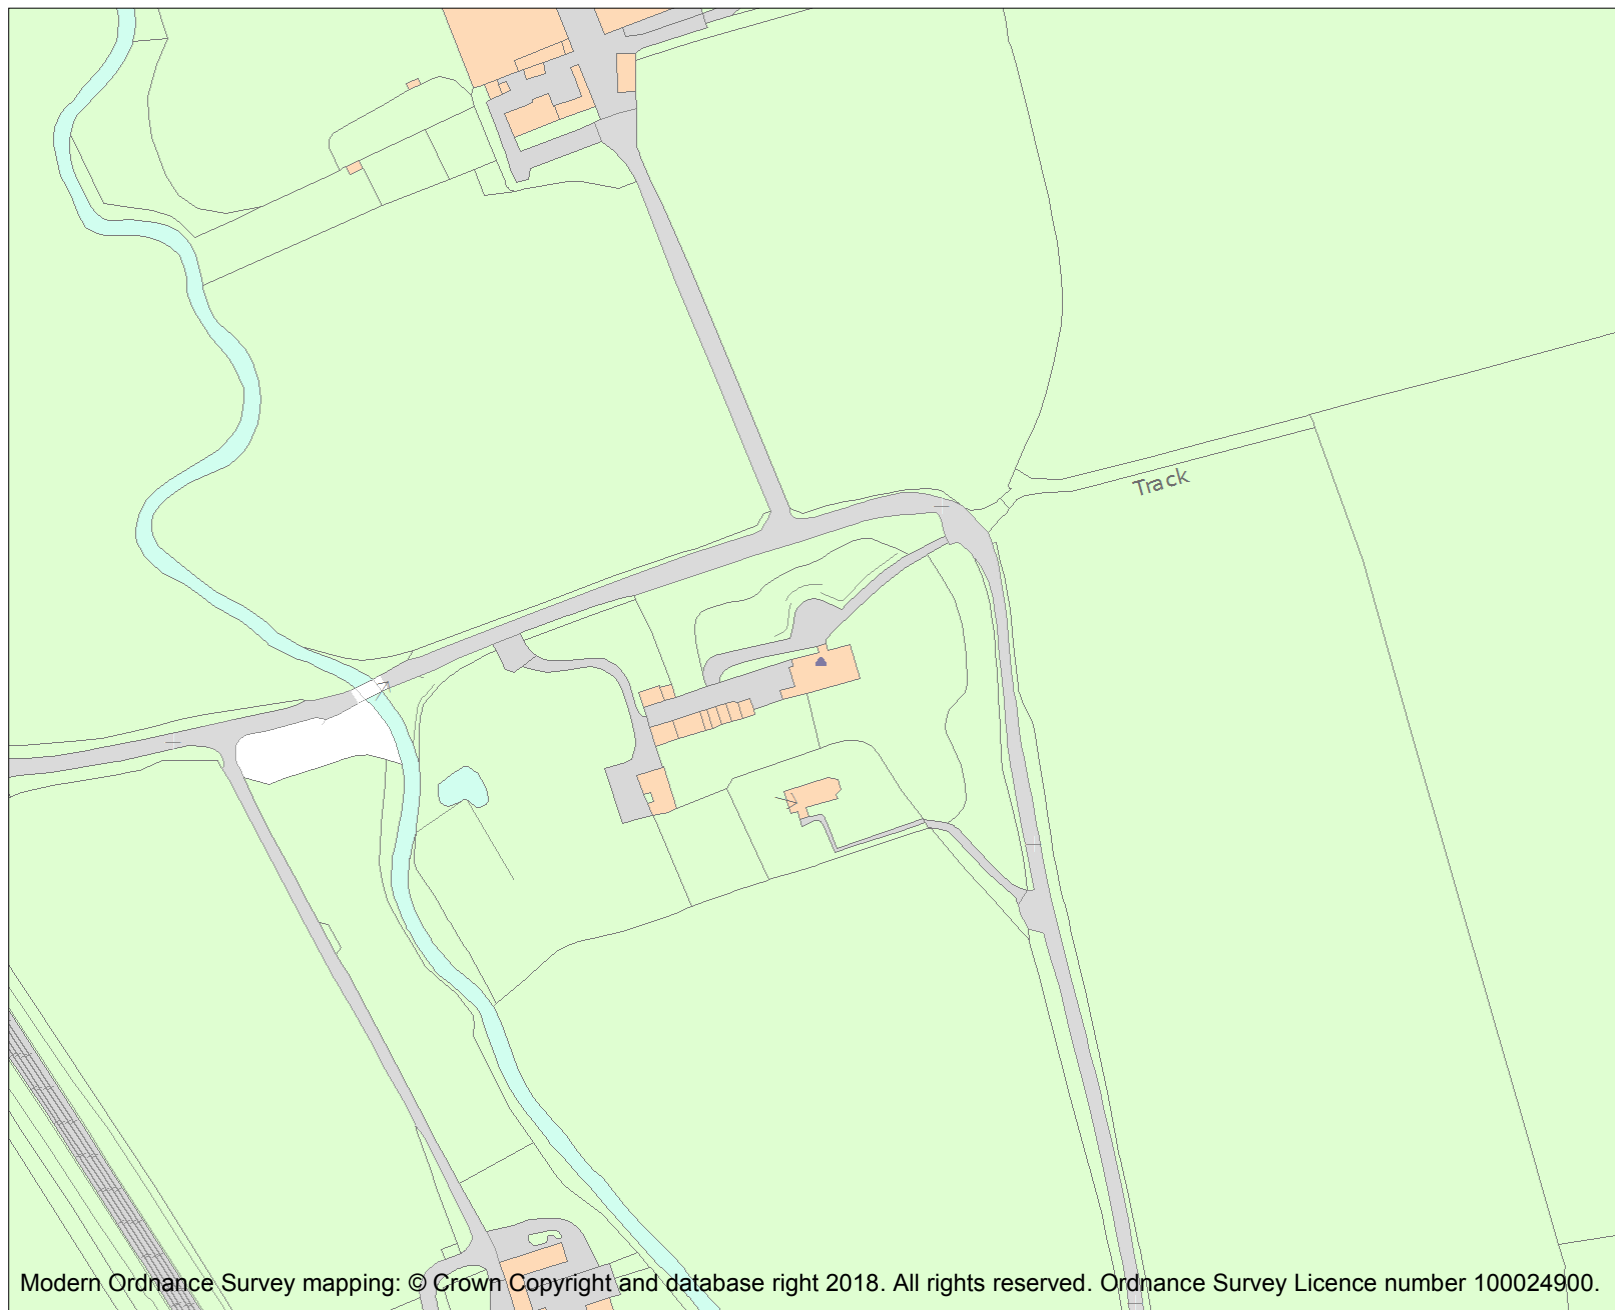 Track
Modern Ordnance Survey mapping: © Crown Copyright and database right 2018. All rights reserved. Ordnance Survey Licence number 100024900.